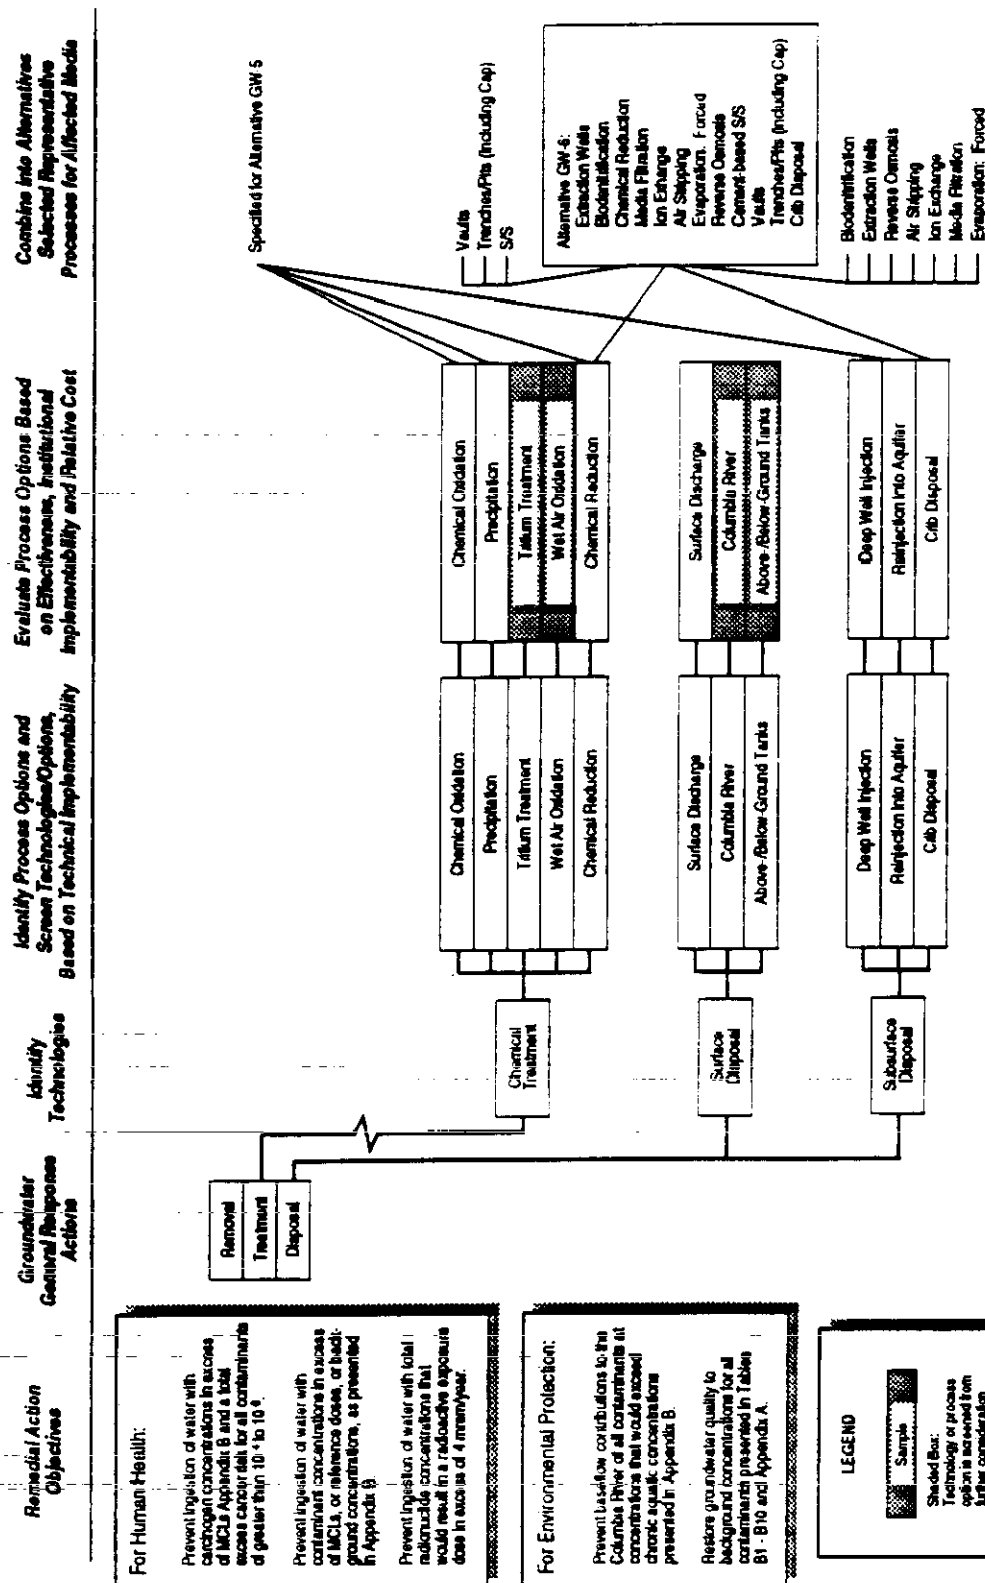 Remedial Action
Objectives
Groundwater
General Response
Actions
Identify
Technologies
Identify Process Options and
Screen Technologies/Options,
Based on Technical Implementability
Evaluate Process Options Based
on Effectiveness, Institutional
Implementability and Relative Cost
Combine into Alternatives
Selected Representative
Processes for Affected Media
For Human Health:
Prevent ingestion of water with
carcinogen concentrations in excess
of MCLs Appendix B and a total
excess cancer risk for all contaminants
of greater than 10⁻⁴ to 10⁻⁶.
Prevent ingestion of water with
contaminant concentrations in excess
of MCLs, or reference doses, or back-
ground concentrations, as presented
in Appendix B.
Prevent ingestion of water with total
radionuclide concentrations that
would result in a radioactive exposure
dose in excess of 4 mrem/year.
For Environmental Protection:
Prevent baseflow contributions to the
Columbia River of all contaminants at
concentrations that would exceed
chronic aquatic concentrations
presented in Appendix B.
Restore groundwater quality to
background concentrations for all
contaminants presented in Tables
B1 - B10 and Appendix A.
LEGEND
Sample
Shaded Box:
Technology or process
option is screened from
further consideration
Removal
Treatment
Disposal
Chemical
Treatment
Surface
Disposal
Subsurface
Disposal
Chemical Oxidation
Precipitation
Tritium Treatment
Wet Air Oxidation
Chemical Reduction
Surface Discharge
Columbia River
Above-/Below-Ground Tanks
Deep Well Injection
Reinjection Into Aquifer
Crib Disposal
Chemical Oxidation
Precipitation
Tritium Treatment
Wet Air Oxidation
Chemical Reduction
Surface Discharge
Columbia River
Above-/Below-Ground Tanks
Deep Well Injection
Reinjection Into Aquifer
Crib Disposal
Specified for Alternative GW-5
Vaults
Trenches/Pits (Including Cap)
S/S
Alternative GW-6:
Extraction Wells
Biodenitrification
Chemical Reduction
Media Filtration
Ion Exhange
Air Stripping
Evaporation: Forced
Reverse Osmosis
Cement-based S/S
Vaults
Trenches/Pits (Including Cap)
Crib Disposal
Biodenitrification
Extraction Wells
Reverse Osmosis
Air Stripping
Ion Exchange
Media Filtration
Evaporation: Forced